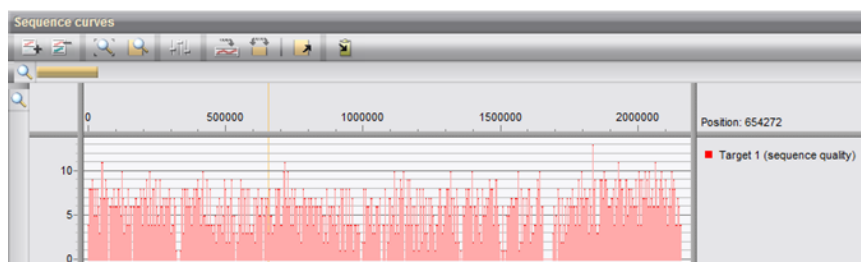 Sequence curves
0 500000 1000000 1500000 2000000
Position: 654272
Target 1 (sequence quality)
10
5
0